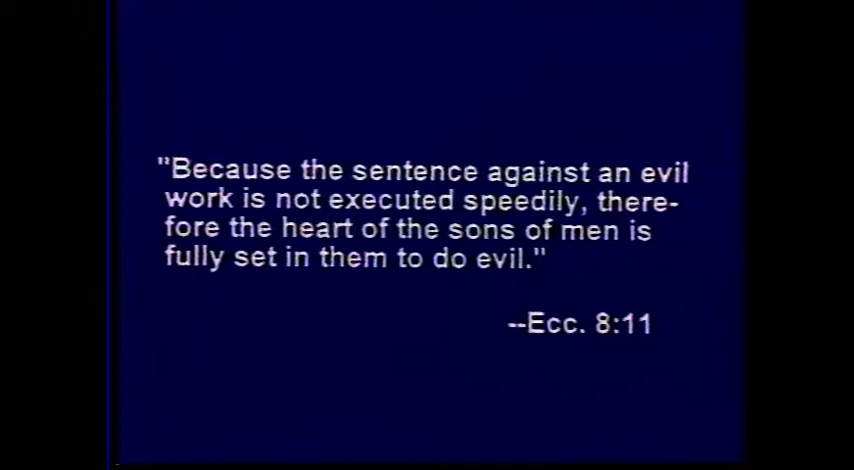 "Because the sentence against an evil
work is not executed speedily, there-
fore the heart of the sons of men is
fully set in them to do evil."
--Ecc. 8:11